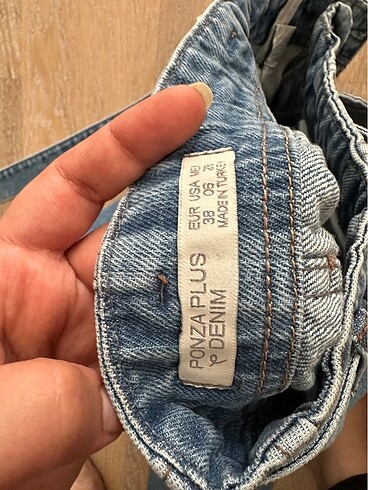 PONZA PLUS
P DENIM
EUR USA MEX
38 06 28
MADE IN TURKEY